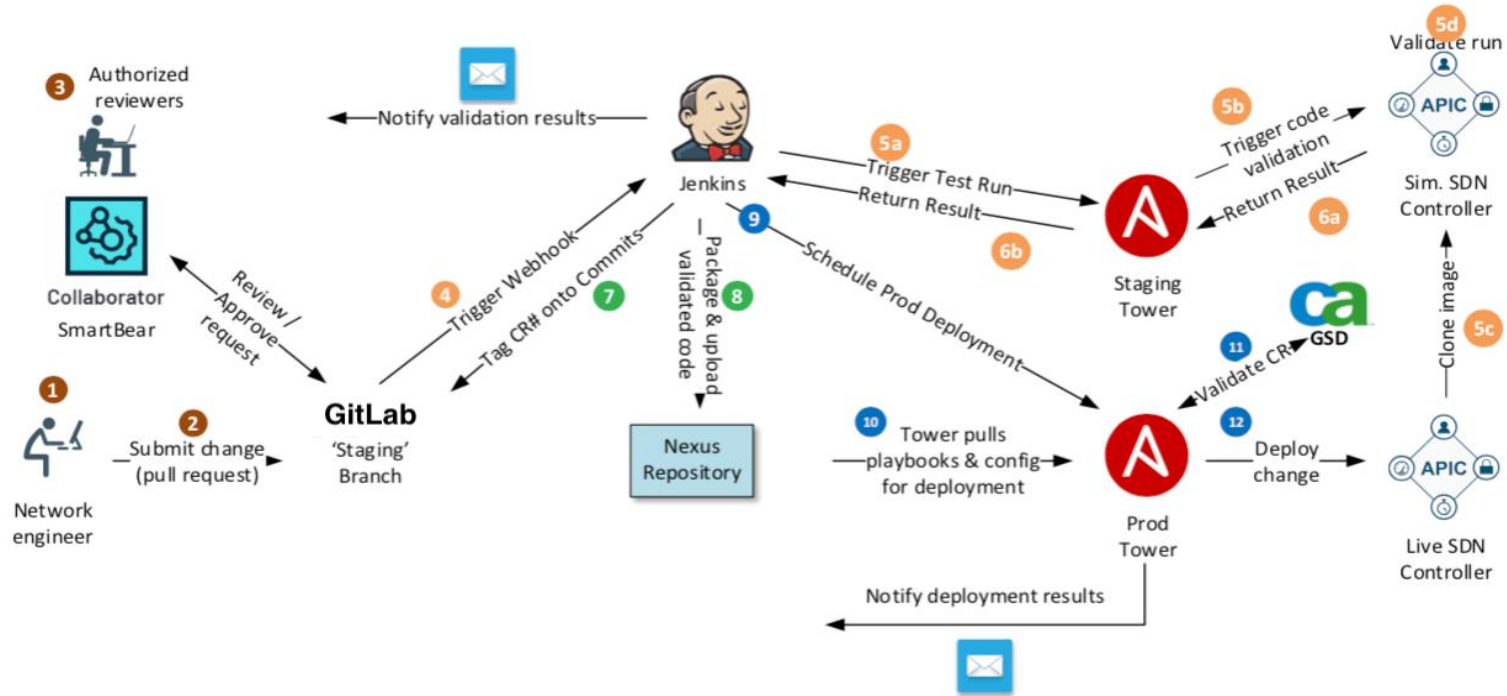 5d
Validate run
APIC
Sim. SDN
Controller
3
Authorized
reviewers
Notify validation results
Jenkins
5a
Trigger Test Run
Return Result
6b
5b
Trigger code
validation
Return Result
6a
Staging
Tower
Collaborator
SmartBear
Review /
Approve
request
4
Trigger Webhook
7
Tag CR# onto Commits
8
Package & upload
validated code
9
Schedule Prod Deployment
ca
GSD
11
Validate CR
5c
Clone image
1
Network
engineer
2
Submit change
(pull request)
GitLab
‘Staging’
Branch
Nexus
Repository
10
Tower pulls
playbooks & config
for deployment
A
Prod
Tower
12
Deploy
change
APIC
Live SDN
Controller
Notify deployment results